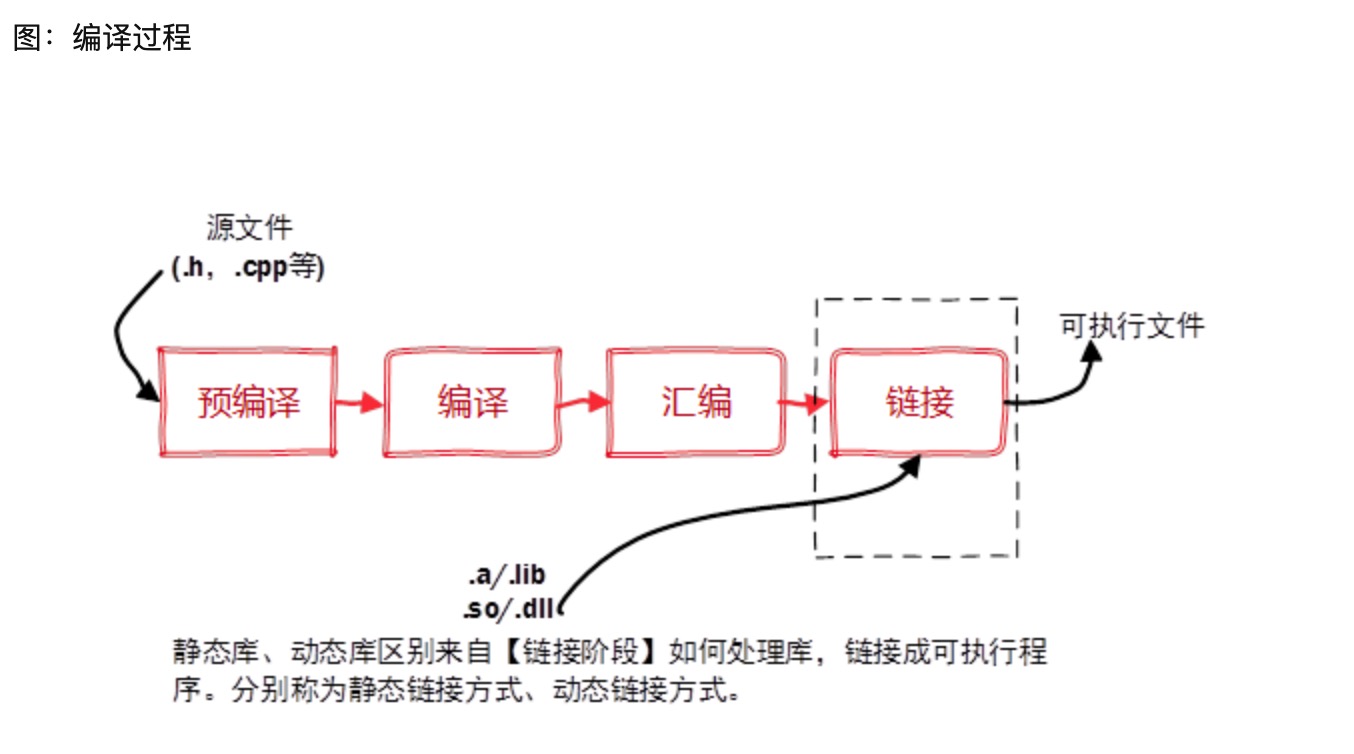 图：编译过程
源文件
(.h，.cpp等)
可执行文件
预编译
编译
汇编
链接
.a/.lib
.so/.dll
静态库、动态库区别来自【链接阶段】如何处理库，链接成可执行程
序。分别称为静态链接方式、动态链接方式。